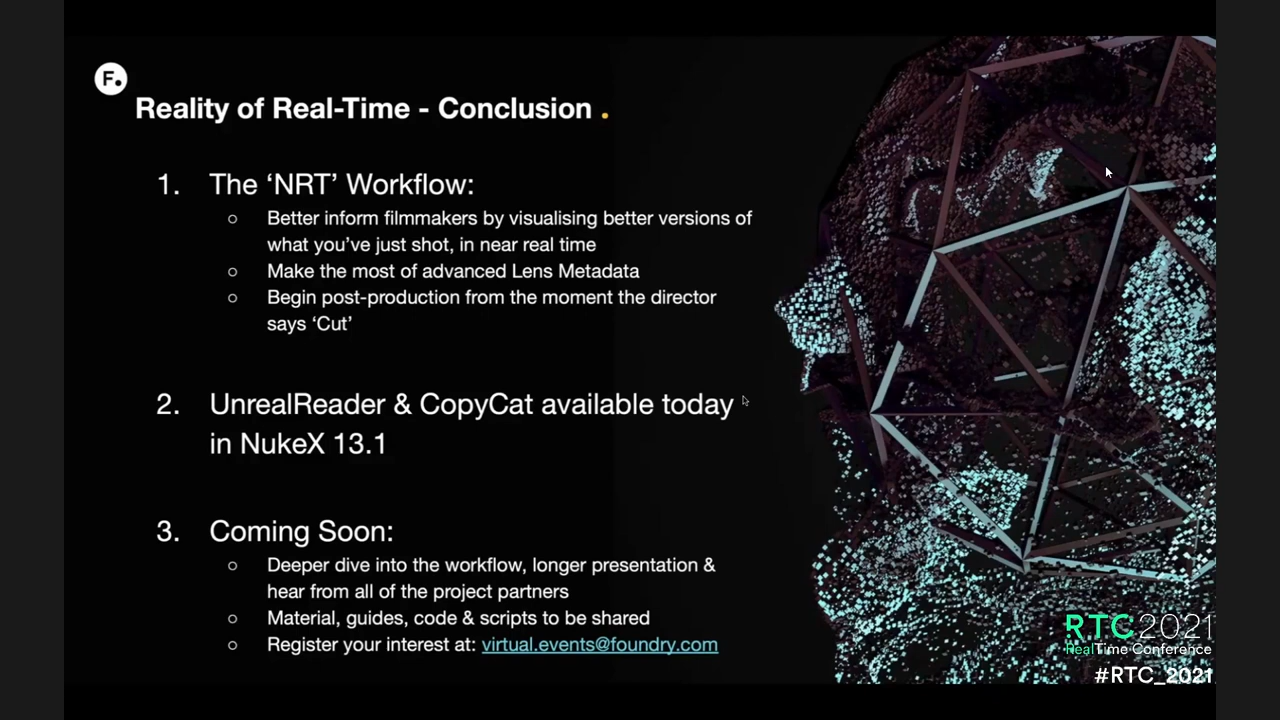 F.
Reality of Real-Time - Conclusion .
1. The ‘NRT’ Workflow:
○ Better inform filmmakers by visualising better versions of
what you’ve just shot, in near real time
○ Make the most of advanced Lens Metadata
○ Begin post-production from the moment the director
says ‘Cut’
2. UnrealReader & CopyCat available today
in NukeX 13.1
3. Coming Soon:
○ Deeper dive into the workflow, longer presentation &
hear from all of the project partners
○ Material, guides, code & scripts to be shared
○ Register your interest at: virtual.events@foundry.com
RTC2021
RealTime Conference
#RTC_2021